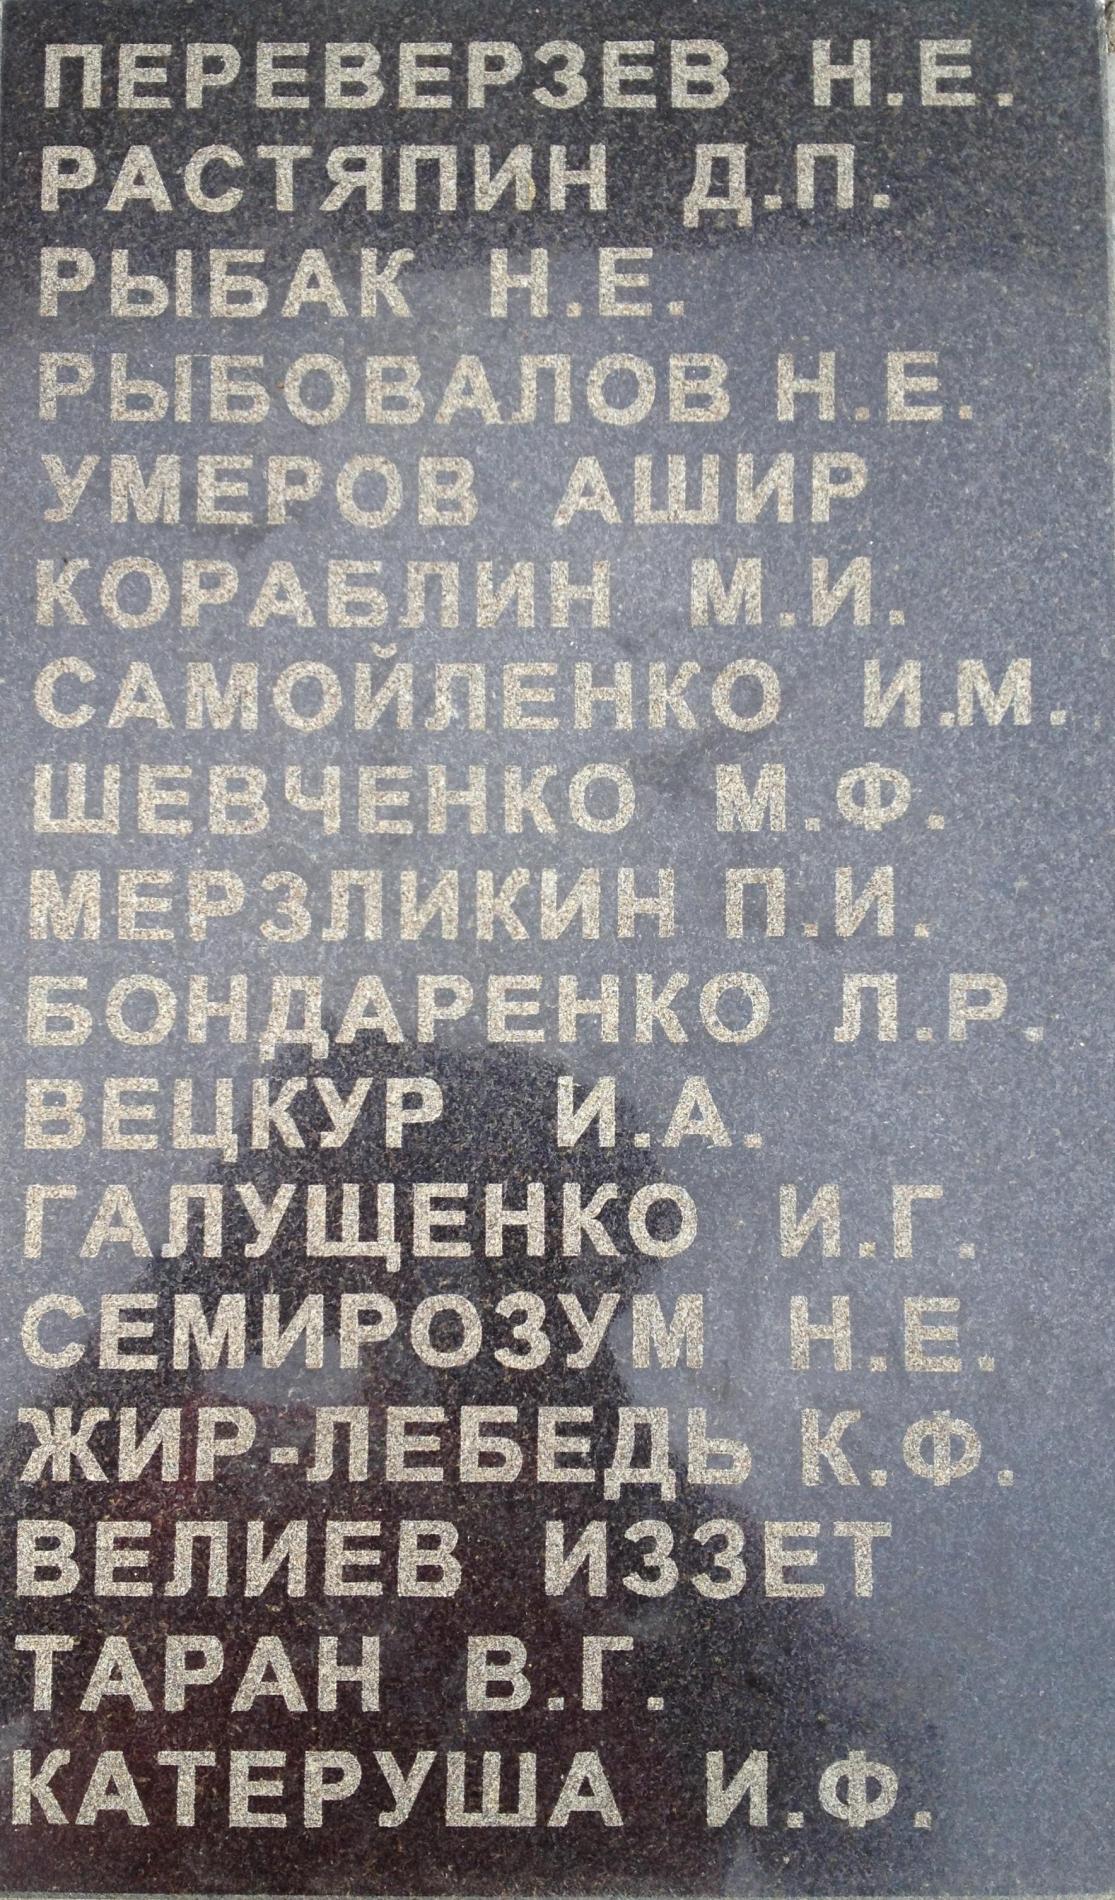 ПЕРЕВЕРЗЕВ Н.Е.
РАСТЯПИН Д.П.
РЫБАК Н.Е.
РЫБОВАЛОВ Н.Е.
УМЕРОВ АШИР
КОРАБЛИН М.И.
САМОЙЛЕНКО И.М.
ШЕВЧЕНКО М.Ф.
МЕРЗЛИКИН П.И.
БОНДАРЕНКО Л.Р.
ВЕЦКУР И.А.
ГАЛУЩЕНКО И.Г.
СЕМИРОЗУМ Н.Е.
ЖИР-ЛЕБЕДЬ К.Ф.
ВЕЛИЕВ ИЗЗЕТ
ТАРАН В.Г.
КАТЕРУША И.Ф.